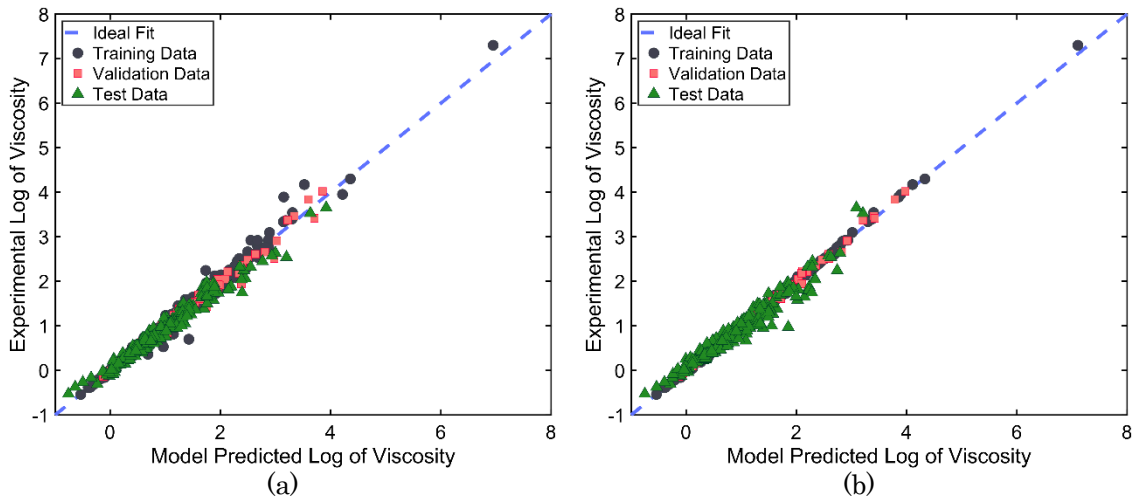 8
7
6
5
4
3
2
1
0
-1
Experimental Log of Viscosity
Ideal Fit
Training Data
Validation Data
Test Data
0 2 4 6 8
Model Predicted Log of Viscosity
(a)
8
7
6
5
4
3
2
1
0
-1
Experimental Log of Viscosity
Ideal Fit
Training Data
Validation Data
Test Data
0 2 4 6 8
Model Predicted Log of Viscosity
(b)